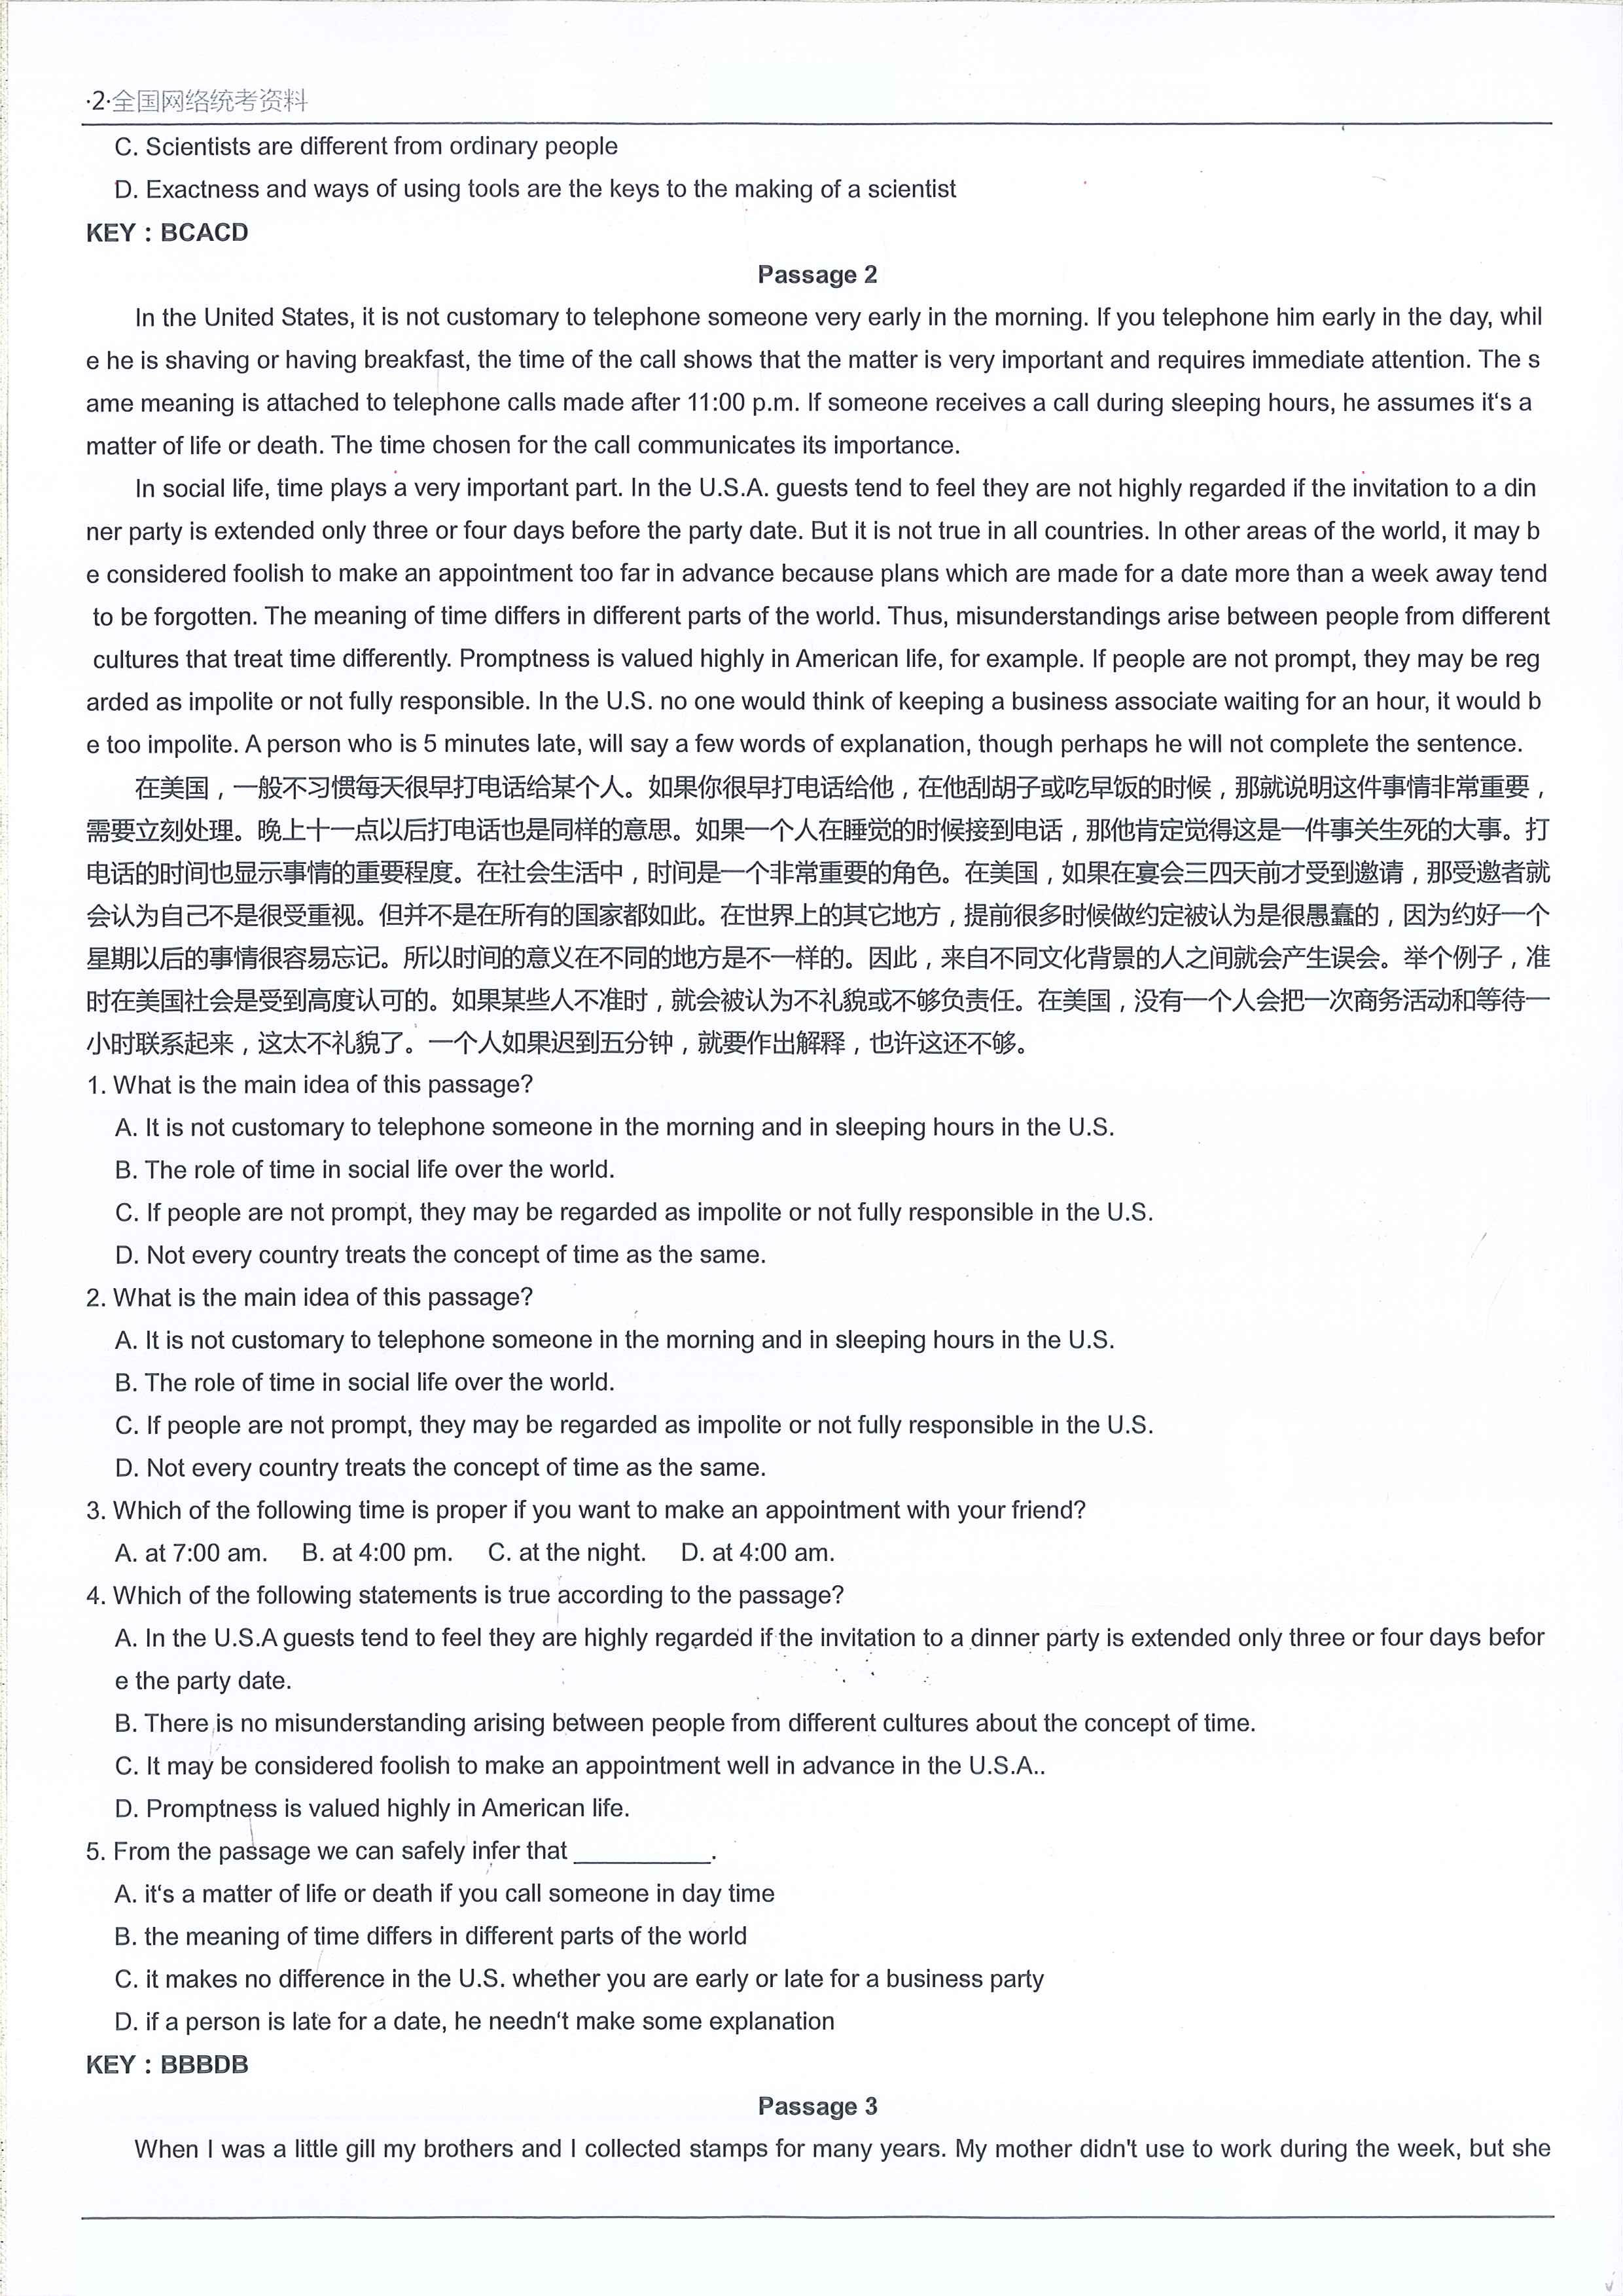 ·2·全国网络统考资料
C. Scientists are different from ordinary people
D. Exactness and ways of using tools are the keys to the making of a scientist
KEY：BCACD
Passage 2
In the United States, it is not customary to telephone someone very early in the morning. If you telephone him early in the day, whil
e he is shaving or having breakfast, the time of the call shows that the matter is very important and requires immediate attention. The s
ame meaning is attached to telephone calls made after 11:00 p.m. If someone receives a call during sleeping hours, he assumes it‘s a
matter of life or death. The time chosen for the call communicates its importance.
In social life, time plays a very important part. In the U.S.A. guests tend to feel they are not highly regarded if the invitation to a din
ner party is extended only three or four days before the party date. But it is not true in all countries. In other areas of the world, it may b
e considered foolish to make an appointment too far in advance because plans which are made for a date more than a week away tend
to be forgotten. The meaning of time differs in different parts of the world. Thus, misunderstandings arise between people from different
cultures that treat time differently. Promptness is valued highly in American life, for example. If people are not prompt, they may be reg
arded as impolite or not fully responsible. In the U.S. no one would think of keeping a business associate waiting for an hour, it would b
e too impolite. A person who is 5 minutes late, will say a few words of explanation, though perhaps he will not complete the sentence.
在美国，一般不习惯每天很早打电话给某个人。如果你很早打电话给他，在他刮胡子或吃早饭的时候，那就说明这件事情非常重要，
需要立刻处理。晚上十一点以后打电话也是同样的意思。如果一个人在睡觉的时候接到电话，那他肯定觉得这是一件事关生死的大事。打
电话的时间也显示事情的重要程度。在社会生活中，时间是一个非常重要的角色。在美国，如果在宴会三四天前才受到邀请，那受邀者就
会认为自己不是很受重视。但并不是在所有的国家都如此。在世界上的其它地方，提前很多时候做约定被认为是很愚蠢的，因为约好一个
星期以后的事情很容易忘记。所以时间的意义在不同的地方是不一样的。因此，来自不同文化背景的人之间就会产生误会。举个例子，准
时在美国社会是受到高度认可的。如果某些人不准时，就会被认为不礼貌或不够负责任。在美国，没有一个人会把一次商务活动和等待一
小时联系起来，这太不礼貌了。一个人如果迟到五分钟，就要作出解释，也许这还不够。
1. What is the main idea of this passage?
A. It is not customary to telephone someone in the morning and in sleeping hours in the U.S.
B. The role of time in social life over the world.
C. If people are not prompt, they may be regarded as impolite or not fully responsible in the U.S.
D. Not every country treats the concept of time as the same.
2. What is the main idea of this passage?
A. It is not customary to telephone someone in the morning and in sleeping hours in the U.S.
B. The role of time in social life over the world.
C. If people are not prompt, they may be regarded as impolite or not fully responsible in the U.S.
D. Not every country treats the concept of time as the same.
3. Which of the following time is proper if you want to make an appointment with your friend?
A. at 7:00 am. B. at 4:00 pm. C. at the night. D. at 4:00 am.
4. Which of the following statements is true according to the passage?
A. In the U.S.A guests tend to feel they are highly regarded if the invitation to a dinner party is extended only three or four days befor
e the party date.
B. There is no misunderstanding arising between people from different cultures about the concept of time.
C. It may be considered foolish to make an appointment well in advance in the U.S.A..
D. Promptness is valued highly in American life.
5. From the passage we can safely infer that __________.
A. it‘s a matter of life or death if you call someone in day time
B. the meaning of time differs in different parts of the world
C. it makes no difference in the U.S. whether you are early or late for a business party
D. if a person is late for a date, he needn‘t make some explanation
KEY：BBBDB
Passage 3
When I was a little gill my brothers and I collected stamps for many years. My mother didn't use to work during the week, but she